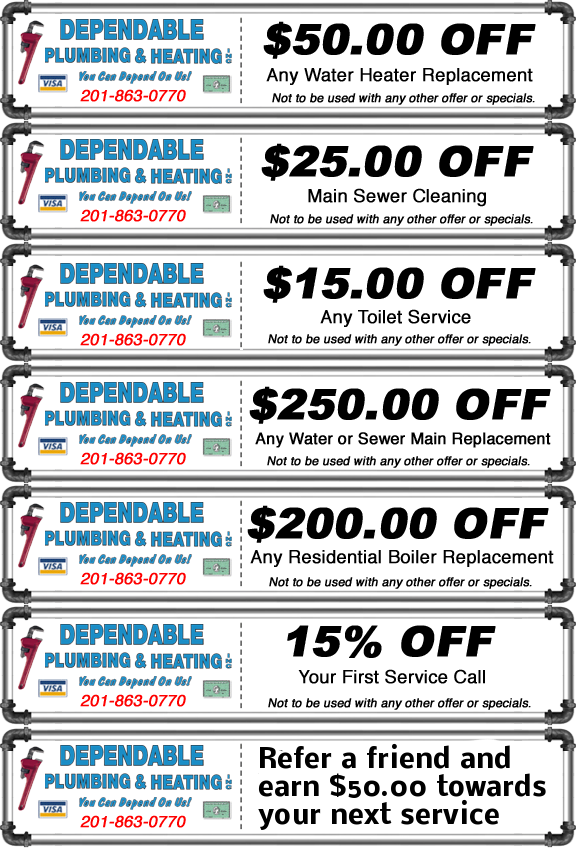 DEPENDABLE
PLUMBING & HEATING INC
You Can Depend On Us!
VISA
201-863-0770
$50.00 OFF
Any Water Heater Replacement
Not to be used with any other offer or specials.
DEPENDABLE
PLUMBING & HEATING INC
You Can Depend On Us!
VISA
201-863-0770
$25.00 OFF
Main Sewer Cleaning
Not to be used with any other offer or specials.
DEPENDABLE
PLUMBING & HEATING INC
You Can Depend On Us!
VISA
201-863-0770
$15.00 OFF
Any Toilet Service
Not to be used with any other offer or specials.
DEPENDABLE
PLUMBING & HEATING INC
You Can Depend On Us!
VISA
201-863-0770
$250.00 OFF
Any Water or Sewer Main Replacement
Not to be used with any other offer or specials.
DEPENDABLE
PLUMBING & HEATING INC
You Can Depend On Us!
VISA
201-863-0770
$200.00 OFF
Any Residential Boiler Replacement
Not to be used with any other offer or specials.
DEPENDABLE
PLUMBING & HEATING INC
You Can Depend On Us!
VISA
201-863-0770
15% OFF
Your First Service Call
Not to be used with any other offer or specials.
DEPENDABLE
PLUMBING & HEATING INC
You Can Depend On Us!
VISA
201-863-0770
Refer a friend and
earn $50.00 towards
your next service